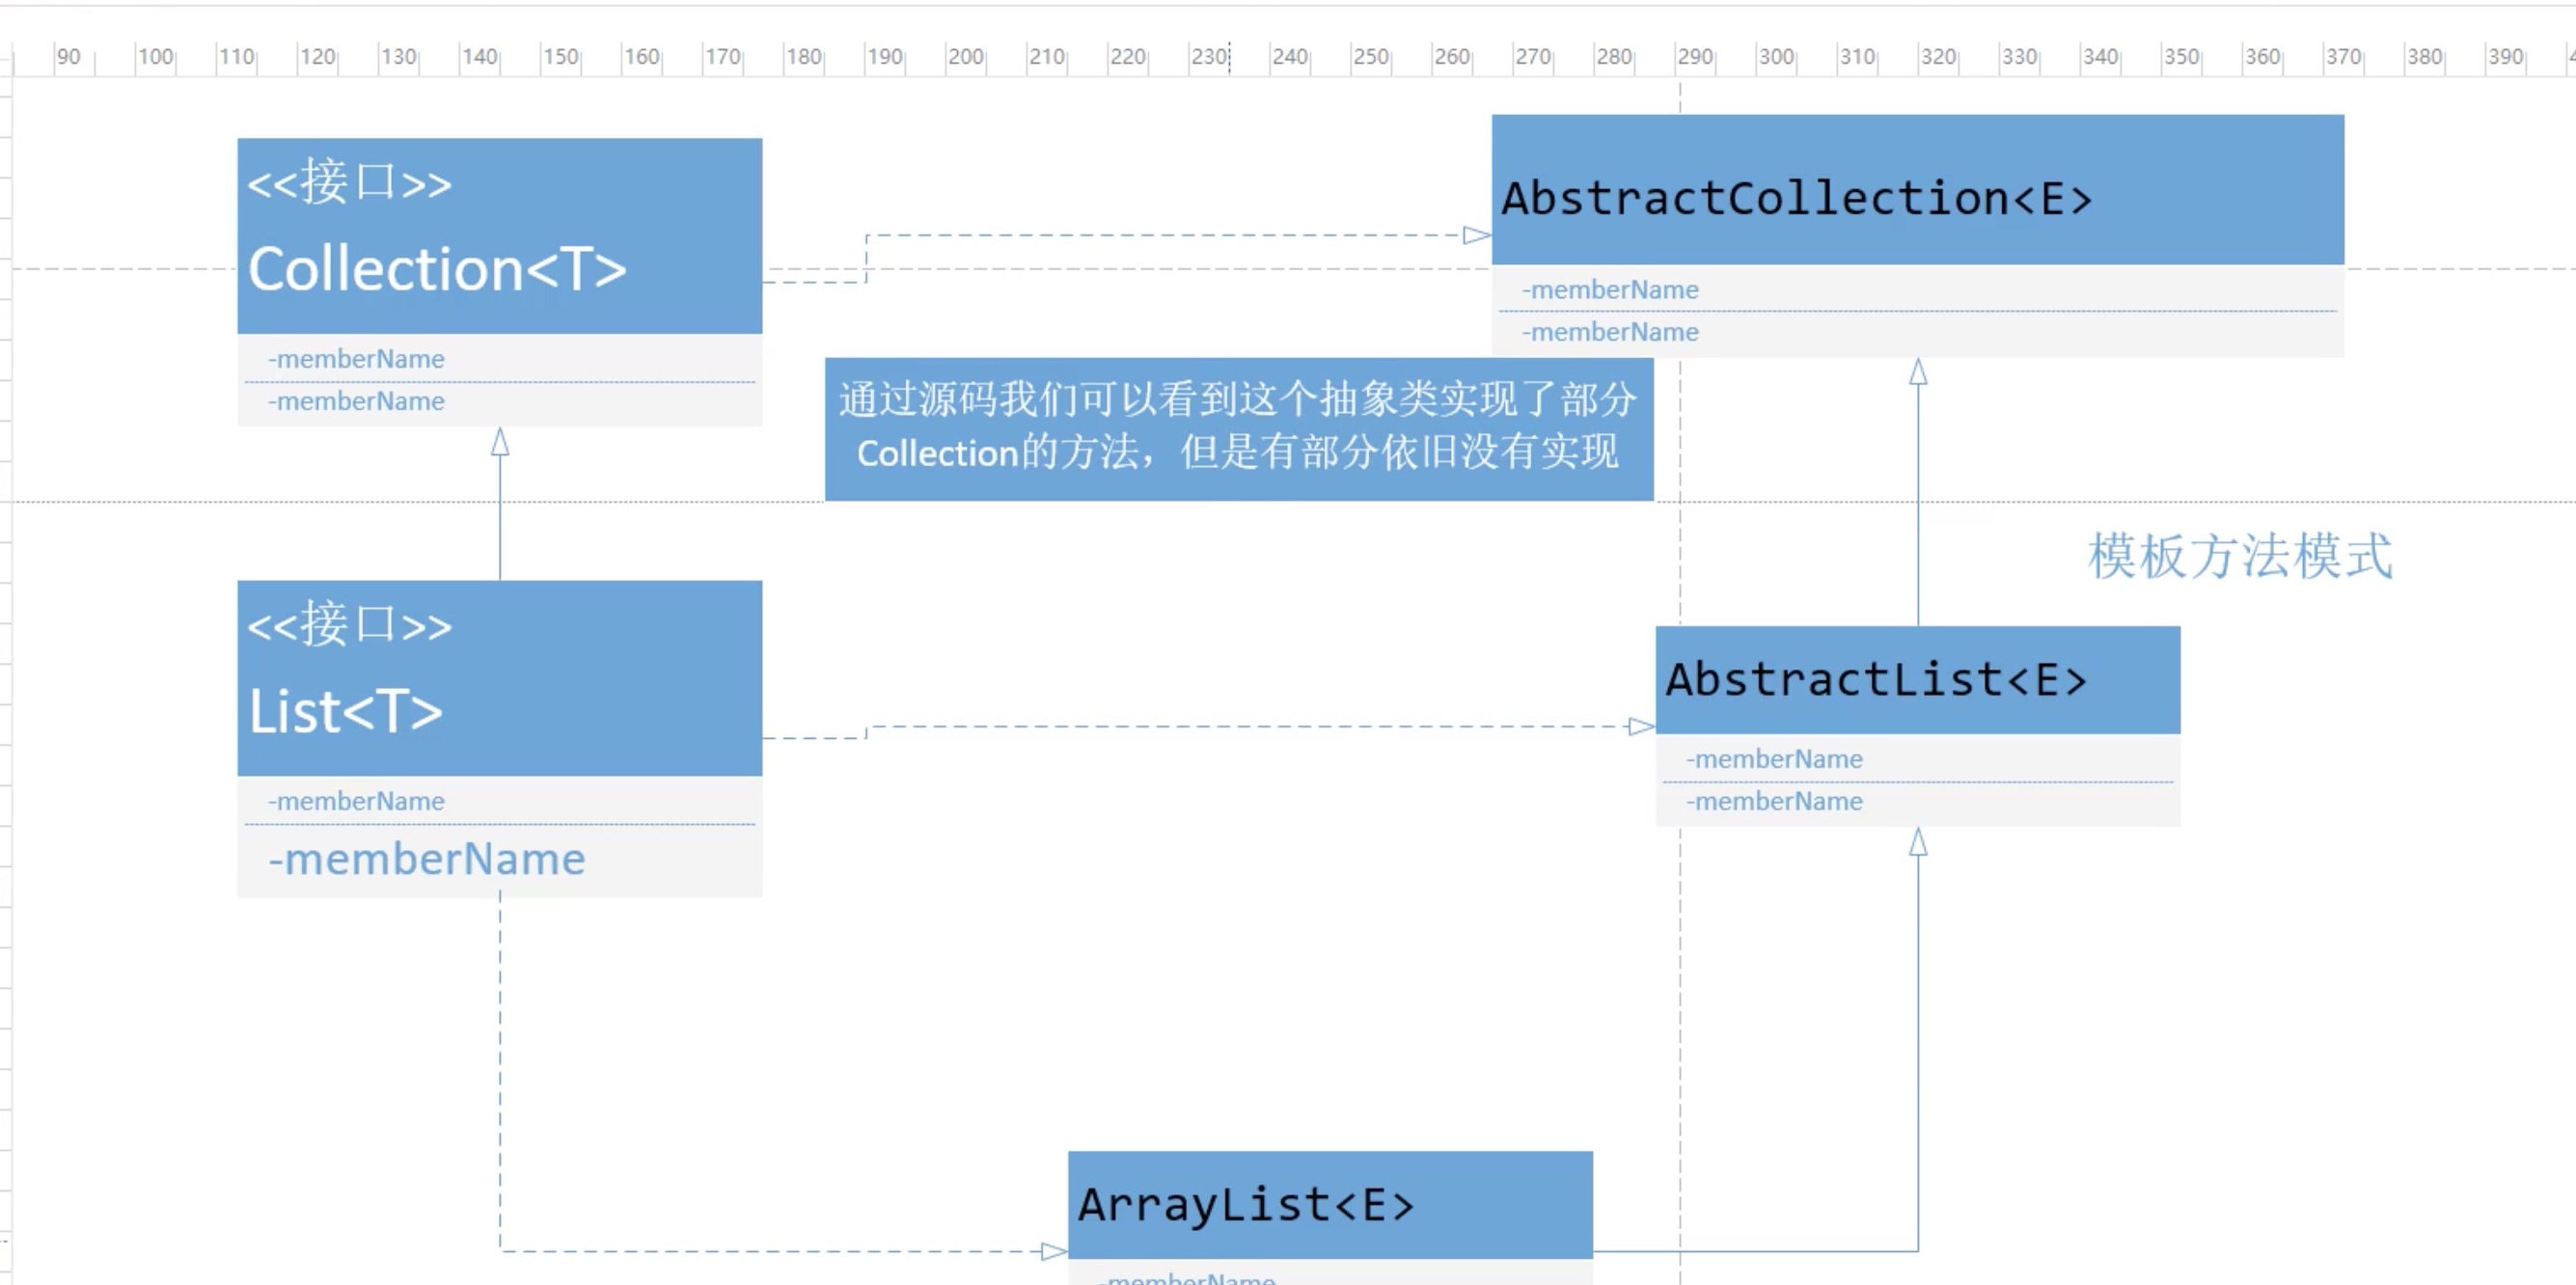 90 100 110 120 130 140 150 160 170 180 190 200 210 220 230 240 250 260 270 280 290 300 310 320 330 340 350 360 370 380 390
<<接口>>
Collection<T>
-memberName
-memberName
AbstractCollection<E>
-memberName
-memberName
通过源码我们可以看到这个抽象类实现了部分
Collection的方法，但是有部分依旧没有实现
模板方法模式
<<接口>>
List<T>
-memberName
-memberName
AbstractList<E>
-memberName
-memberName
ArrayList<E>
-memberName